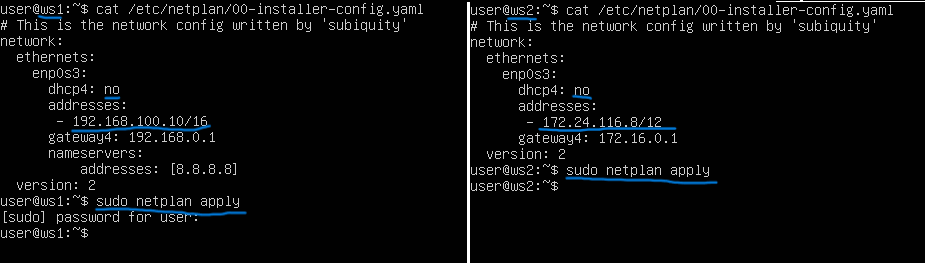 user@ws1:~$ cat /etc/netplan/00-installer-config.yaml
# This is the network config written by 'subiquity'
network:
  ethernets:
    enp0s3:
      dhcp4: no
      addresses:
       - 192.168.100.10/16
      gateway4: 192.168.0.1
      nameservers:
          addresses: [8.8.8.8]
  version: 2
user@ws1:~$ sudo netplan apply
[sudo] password for user:
user@ws1:~$
user@ws2:~$ cat /etc/netplan/00-installer-config.yaml
# This is the network config written by 'subiquity'
network:
  ethernets:
    enp0s3:
      dhcp4: no
      addresses:
       - 172.24.116.8/12
      gateway4: 172.16.0.1
  version: 2
user@ws2:~$ sudo netplan apply
user@ws2:~$